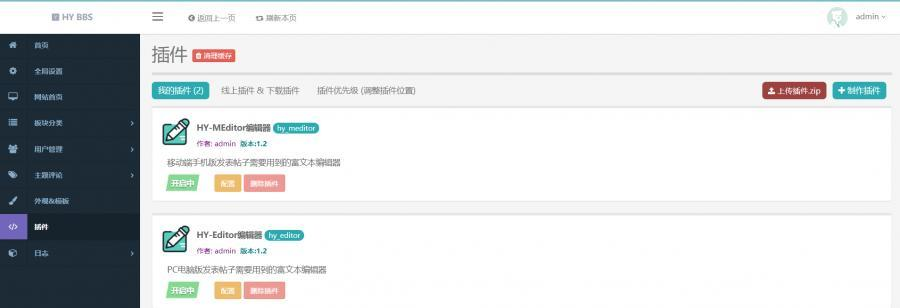 HY BBS
返回上一页 刷新本页
admin
首页
全局设置
网站首页
板块分类
用户管理
主题评论
外观&模板
插件
日志
插件 清理缓存
我的插件 (2) 线上插件 & 下载插件 插件优先级 (调整插件位置)
上传插件.zip 制作插件
HY-MEditor编辑器 hy_meditor
作者: admin 版本:1.2
移动端手机版发表帖子需要用到的富文本编辑器
开启中 配置 删除插件
HY-Editor编辑器 hy_editor
作者: admin 版本:1.2
PC电脑版发表帖子需要用到的富文本编辑器
开启中 配置 删除插件